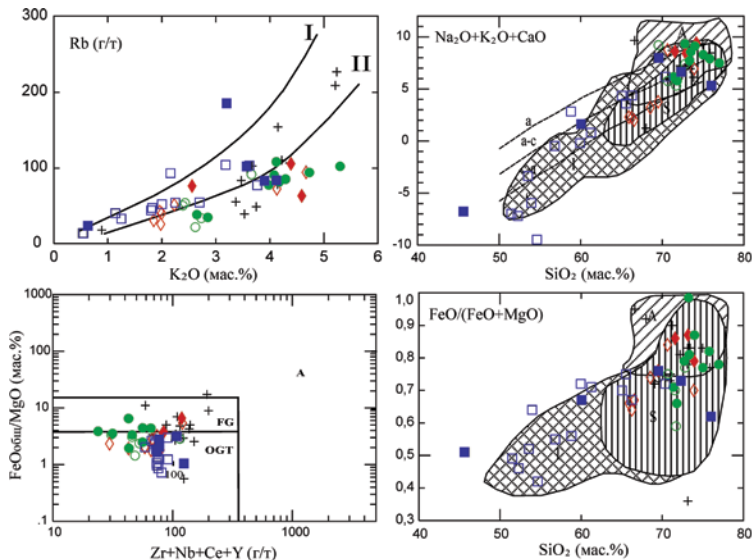 300
Rb (г/т)
I
II
200
100
0
0 1 2 3 4 5 6
K₂O (мас.%)
10
Na₂O+K₂O+CaO
A
S
a
a-c
5
0
-5
-10
40 50 60 70 80
SiO₂ (мас.%)
1000
100
10
1
.1
FeOобщ/MgO (мас.%)
A
FG
OGT
100
10 100 1000
Zr+Nb+Ce+Y (г/т)
1,0
FeO/(FeO+MgO)
A
0,9
0,8
0,7
0,6
S
I
0,5
0,4
0,3
40 50 60 70 80
SiO₂ (мас.%)